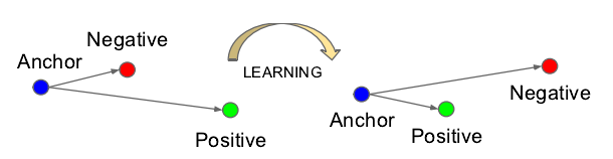 Negative
Anchor
Positive
LEARNING
Anchor
Positive
Negative